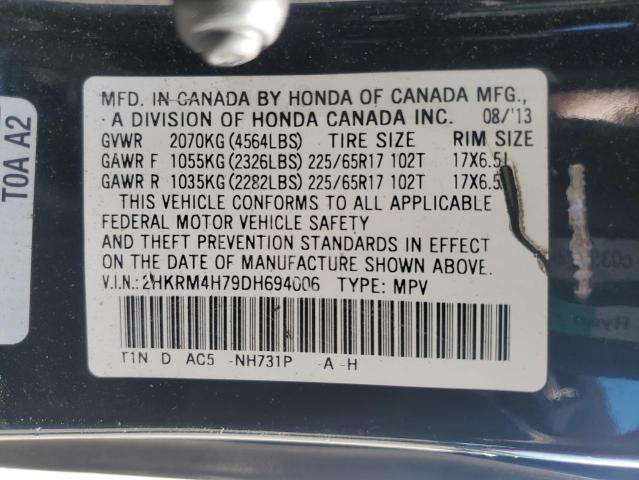 MFD. IN CANADA BY HONDA OF CANADA MFG.,
A DIVISION OF HONDA CANADA INC. 08/'13
GVWR 2070KG(4564LBS) TIRE SIZE RIM SIZE
GAWR F 1055KG(2326LBS) 225/65R17 102T 17X6.5J
GAWR R 1035KG(2282LBS) 225/65R17 102T 17X6.5
THIS VEHICLE CONFORMS TO ALL APPLICABLE
FEDERAL MOTOR VEHICLE SAFETY
AND THEFT PREVENTION STANDARDS IN EFFECT
ON THE DATE OF MANUFACTURE SHOWN ABOVE.
V.I.N.: 2HKRM4H79DH694006 TYPE: MPV
T1N D AC5 -NH731P -A -H
T0A A2